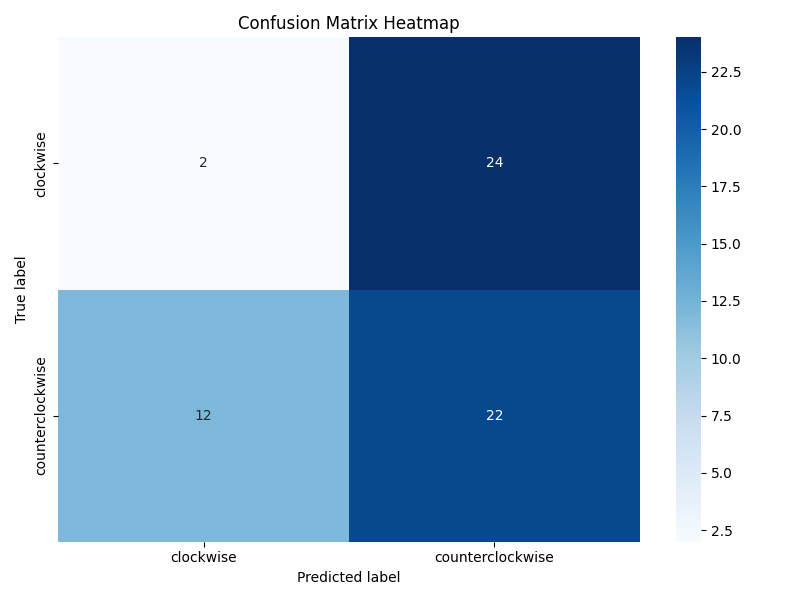 Confusion Matrix Heatmap
clockwise
counterclockwise
True label
2
24
12
22
clockwise
counterclockwise
Predicted label
22.5
20.0
17.5
15.0
12.5
10.0
7.5
5.0
2.5